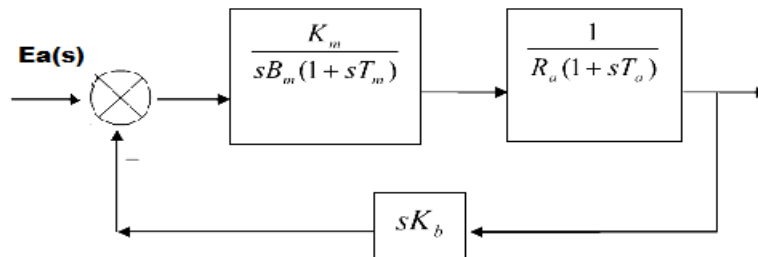 Ea(s)
K_m
sB_m(1+sT_m)
1
R_a(1+sT_a)
−
sK_b